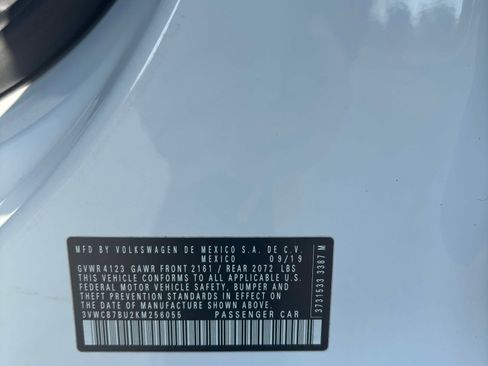 MFD. BY VOLKSWAGEN DE MEXICO S.A. DE C.V.
MEXICO 09/19
GVWR 4123 GAWR FRONT 2161 / REAR 2072 LBS
THIS VEHICLE CONFORMS TO ALL APPLICABLE U.S.
FEDERAL MOTOR VEHICLE SAFETY, BUMPER AND
THEFT PREVENTION STANDARDS IN EFFECT ON THE
DATE OF MANUFACTURE SHOWN ABOVE.
3VWCB7BU2KM256055 PASSENGER CAR
3731533 3387 M